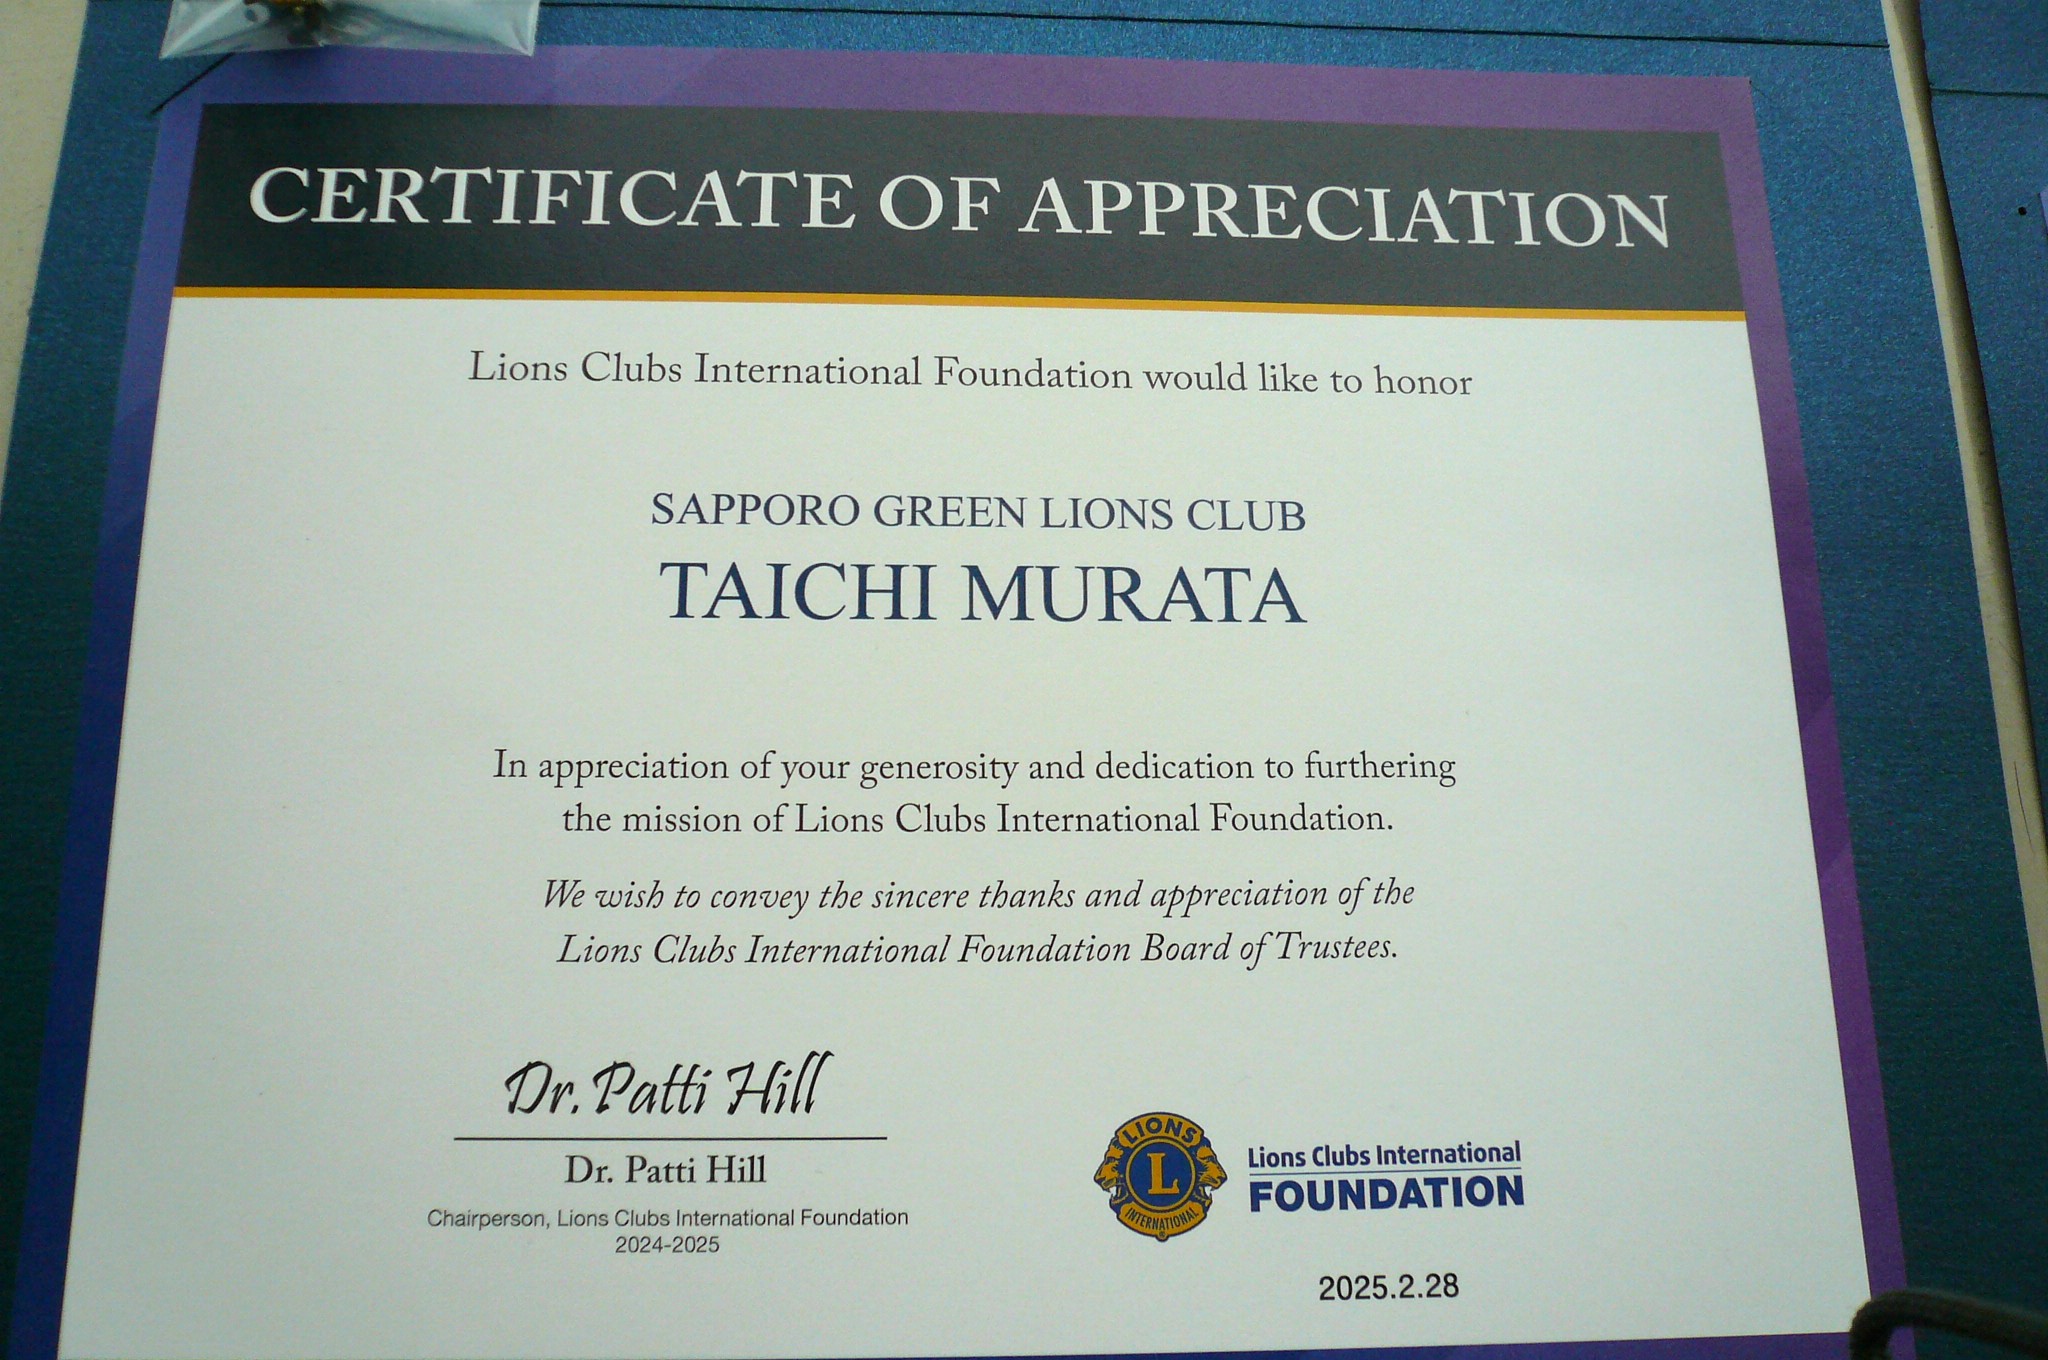 CERTIFICATE OF APPRECIATION
Lions Clubs International Foundation would like to honor
SAPPORO GREEN LIONS CLUB
TAICHI MURATA
In appreciation of your generosity and dedication to furthering
the mission of Lions Clubs International Foundation.
We wish to convey the sincere thanks and appreciation of the
Lions Clubs International Foundation Board of Trustees.
Dr. Patti Hill
Dr. Patti Hill
Chairperson, Lions Clubs International Foundation
2024-2025
LIONS
L
INTERNATIONAL
®
Lions Clubs International
FOUNDATION
2025.2.28